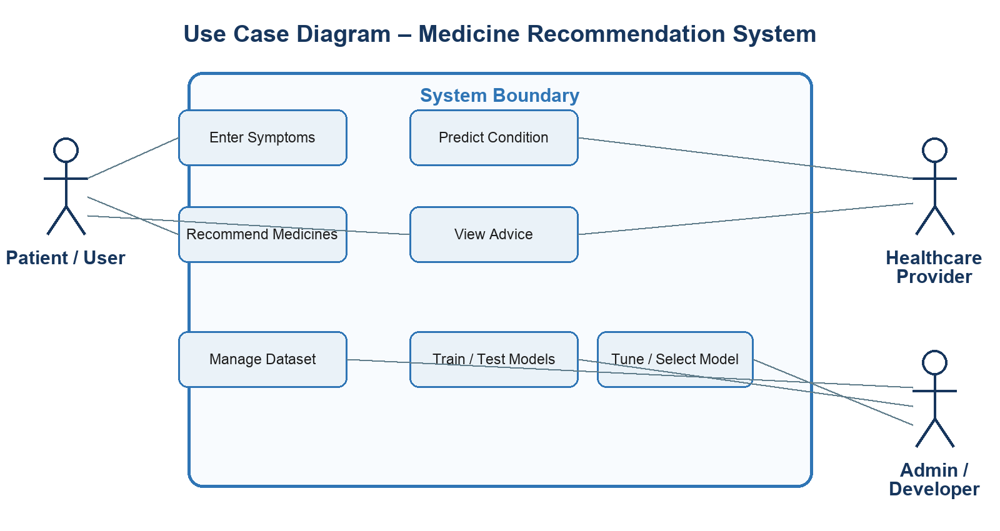 Use Case Diagram – Medicine Recommendation System
System Boundary
Enter Symptoms
Predict Condition
Recommend Medicines
View Advice
Patient / User
Healthcare
Provider
Manage Dataset
Train / Test Models
Tune / Select Model
Admin /
Developer